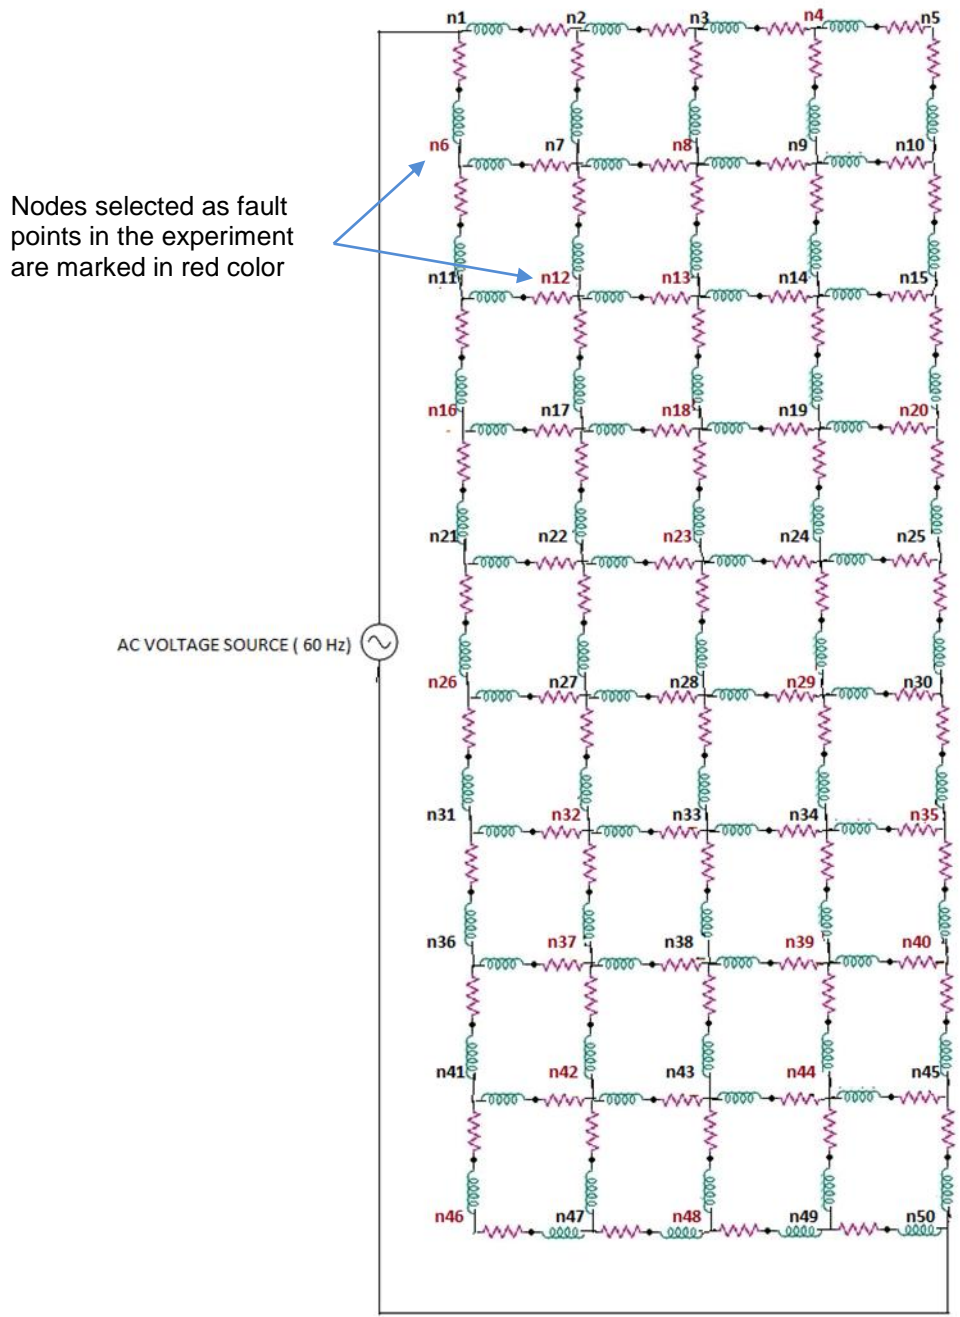 n1 n2 n3 n4 n5
n6 n7 n8 n9 n10
Nodes selected as fault
points in the experiment
are marked in red color
n11 n12 n13 n14 n15
n16 n17 n18 n19 n20
n21 n22 n23 n24 n25
AC VOLTAGE SOURCE ( 60 Hz)
n26 n27 n28 n29 n30
n31 n32 n33 n34 n35
n36 n37 n38 n39 n40
n41 n42 n43 n44 n45
n46 n47 n48 n49 n50